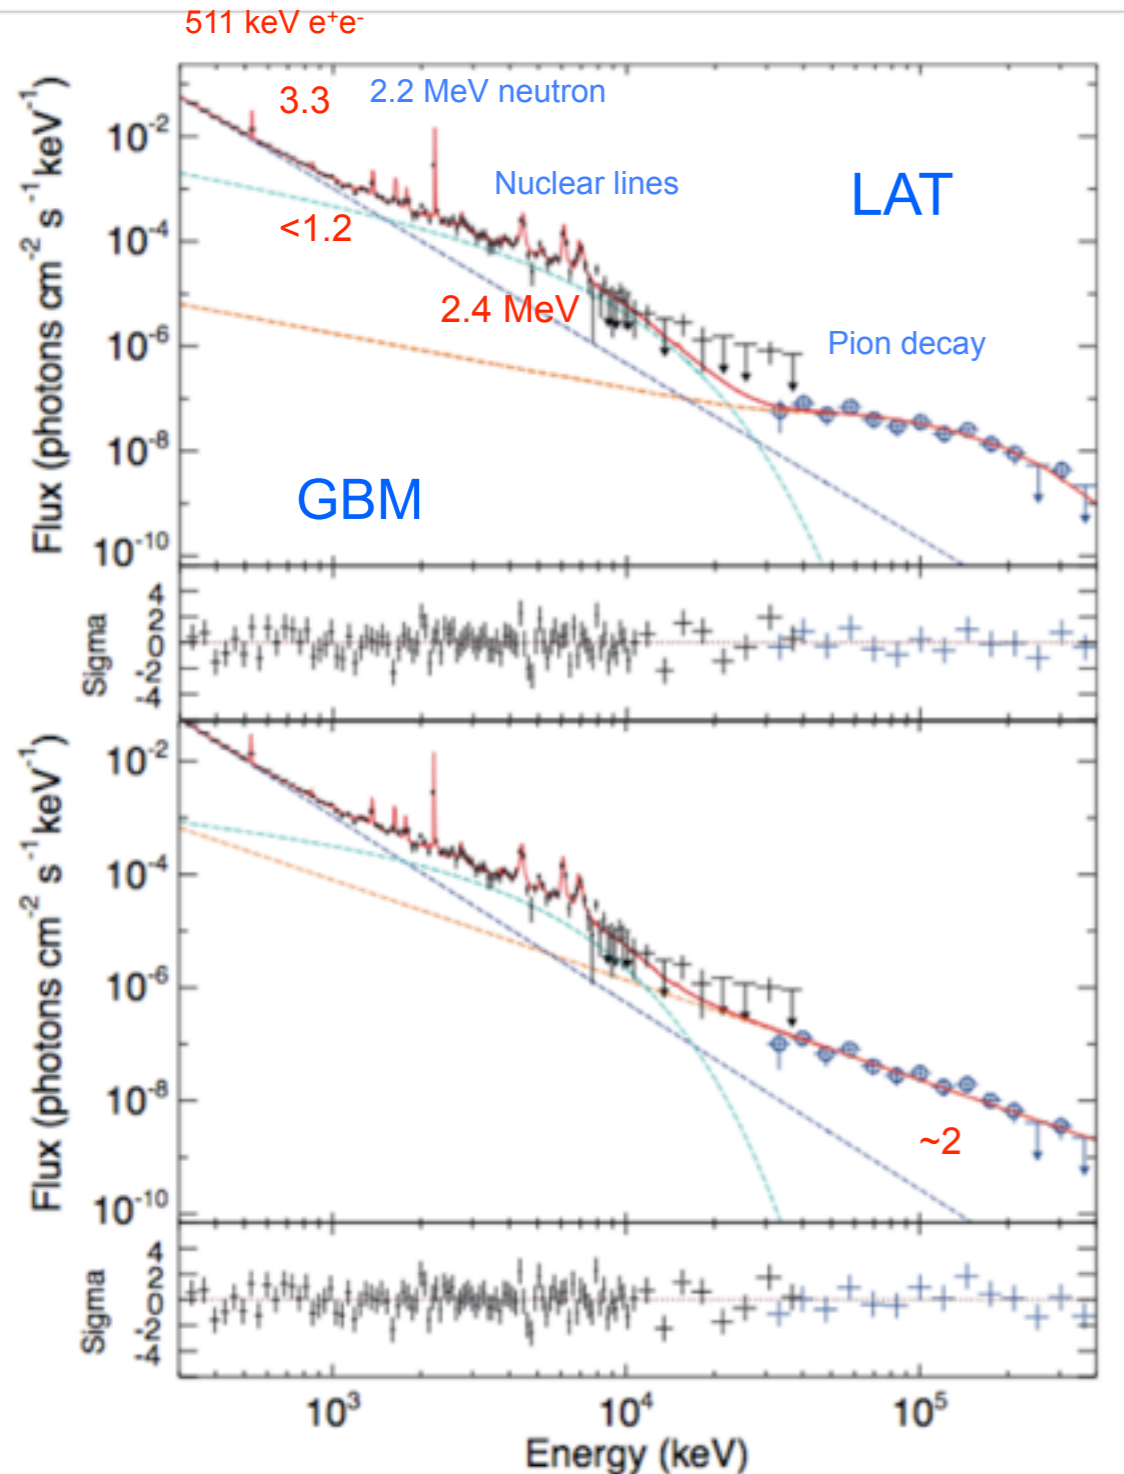 511 keV e⁺e⁻
3.3
2.2 MeV neutron
Nuclear lines
LAT
<1.2
2.4 MeV
Pion decay
GBM
Flux (photons cm⁻² s⁻¹ keV⁻¹)
10⁻²
10⁻⁴
10⁻⁶
10⁻⁸
10⁻¹⁰
Sigma
4
2
0
-2
-4
Flux (photons cm⁻² s⁻¹ keV⁻¹)
10⁻²
10⁻⁴
10⁻⁶
10⁻⁸
10⁻¹⁰
~2
Sigma
4
2
0
-2
-4
10³ 10⁴ 10⁵
Energy (keV)